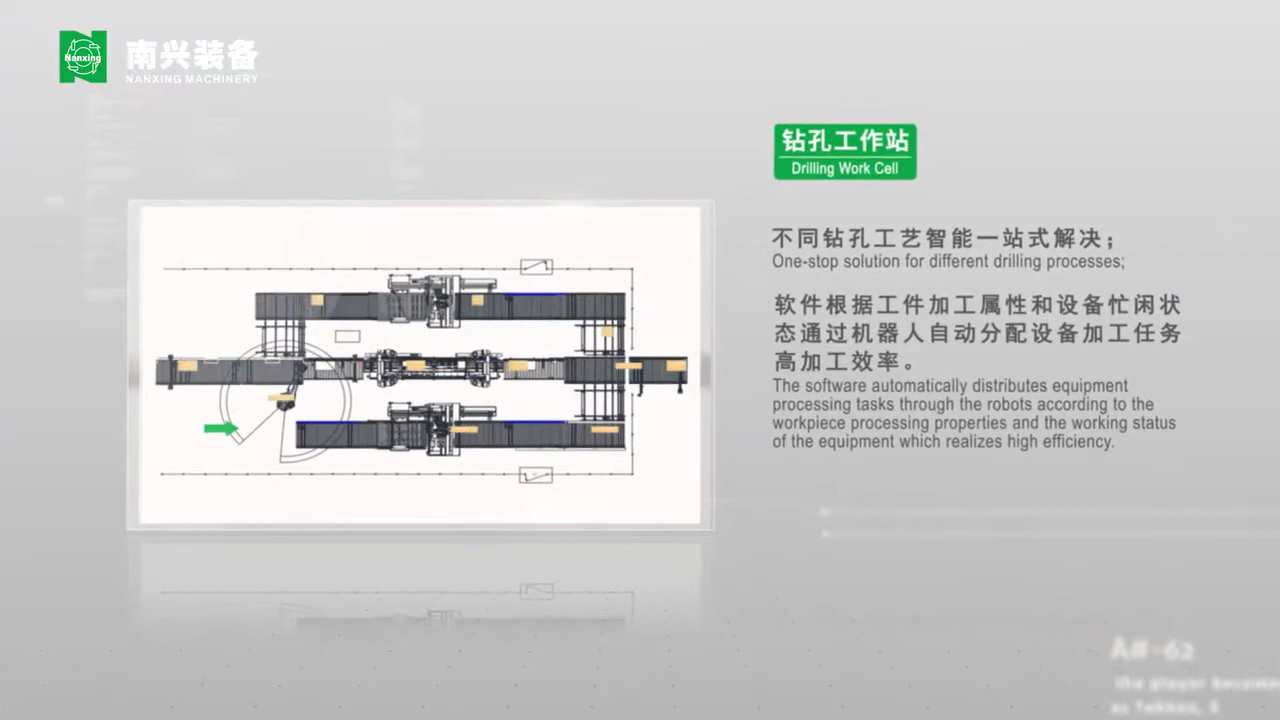 Nanxing
南兴装备
NANXING MACHINERY
钻孔工作站
Drilling Work Cell
不同钻孔工艺智能一站式解决；
One-stop solution for different drilling processes;
软件根据工件加工属性和设备忙闲状
态通过机器人自动分配设备加工任务
高加工效率。
The software automatically distributes equipment
processing tasks through the robots according to the
workpiece processing properties and the working status
of the equipment which realizes high efficiency.
A#-62
the player
as Tekken, S